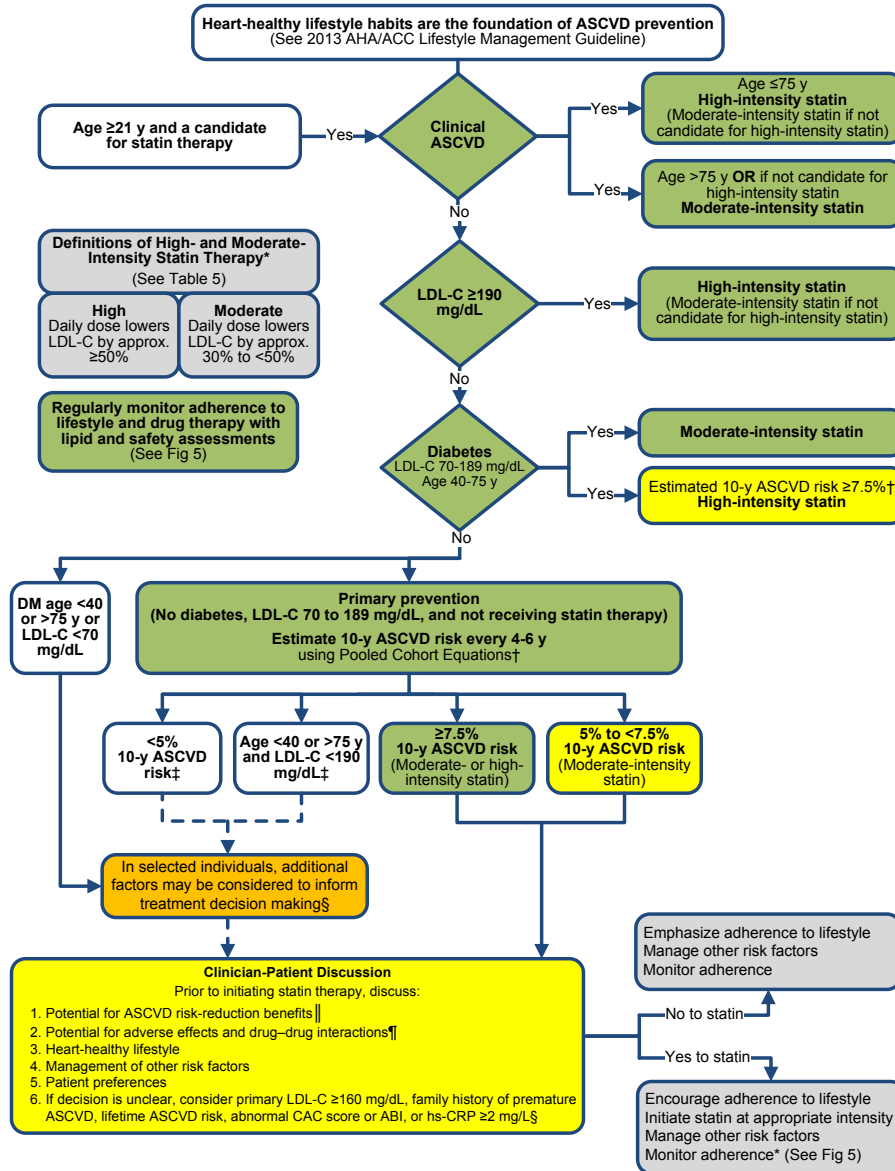 Heart-healthy lifestyle habits are the foundation of ASCVD prevention
(See 2013 AHA/ACC Lifestyle Management Guideline)
Age ≥21 y and a candidate
for statin therapy
Yes
Clinical
ASCVD
Yes
Age ≤75 y
High-intensity statin
(Moderate-intensity statin if not
candidate for high-intensity statin)
Yes
Age >75 y OR if not candidate for
high-intensity statin
Moderate-intensity statin
No
Definitions of High- and Moderate-
Intensity Statin Therapy*
(See Table 5)
High
Daily dose lowers
LDL-C by approx.
≥50%
Moderate
Daily dose lowers
LDL-C by approx.
30% to <50%
LDL-C ≥190
mg/dL
Yes
High-intensity statin
(Moderate-intensity statin if not
candidate for high-intensity statin)
No
Regularly monitor adherence to
lifestyle and drug therapy with
lipid and safety assessments
(See Fig 5)
Diabetes
LDL-C 70-189 mg/dL
Age 40-75 y
Yes
Moderate-intensity statin
Yes
Estimated 10-y ASCVD risk ≥7.5%†
High-intensity statin
No
DM age <40
or >75 y or
LDL-C <70
mg/dL
Primary prevention
(No diabetes, LDL-C 70 to 189 mg/dL, and not receiving statin therapy)
Estimate 10-y ASCVD risk every 4-6 y
using Pooled Cohort Equations†
<5%
10-y ASCVD
risk‡
Age <40 or >75 y
and LDL-C <190
mg/dL‡
≥7.5%
10-y ASCVD risk
(Moderate- or high-
intensity statin)
5% to <7.5%
10-y ASCVD risk
(Moderate-intensity
statin)
In selected individuals, additional
factors may be considered to inform
treatment decision making§
Clinician-Patient Discussion
Prior to initiating statin therapy, discuss:
1. Potential for ASCVD risk-reduction benefits‖
2. Potential for adverse effects and drug–drug interactions¶
3. Heart-healthy lifestyle
4. Management of other risk factors
5. Patient preferences
6. If decision is unclear, consider primary LDL-C ≥160 mg/dL, family history of premature
ASCVD, lifetime ASCVD risk, abnormal CAC score or ABI, or hs-CRP ≥2 mg/L§
Emphasize adherence to lifestyle
Manage other risk factors
Monitor adherence
No to statin
Yes to statin
Encourage adherence to lifestyle
Initiate statin at appropriate intensity
Manage other risk factors
Monitor adherence* (See Fig 5)